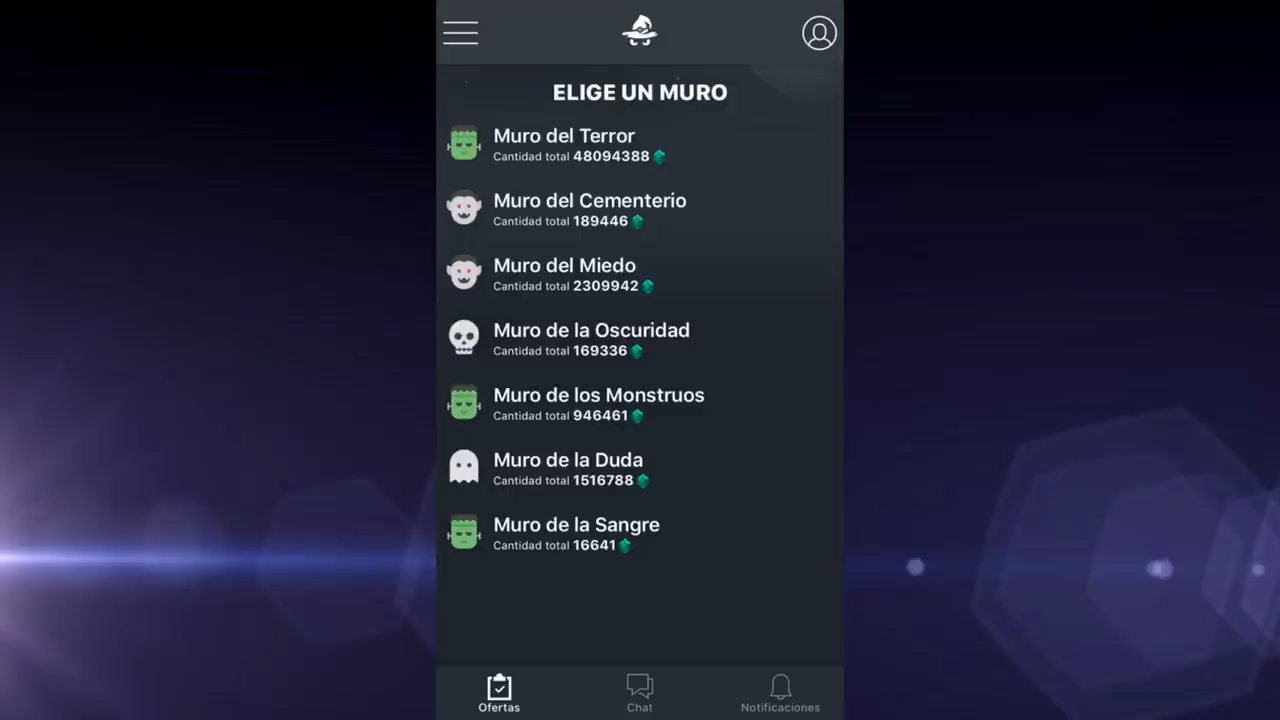 ELIGE UN MURO
Muro del Terror
Cantidad total 48094388
Muro del Cementerio
Cantidad total 189446
Muro del Miedo
Cantidad total 2309942
Muro de la Oscuridad
Cantidad total 169336
Muro de los Monstruos
Cantidad total 946461
Muro de la Duda
Cantidad total 1516788
Muro de la Sangre
Cantidad total 16641
Ofertas
Chat
Notificaciones